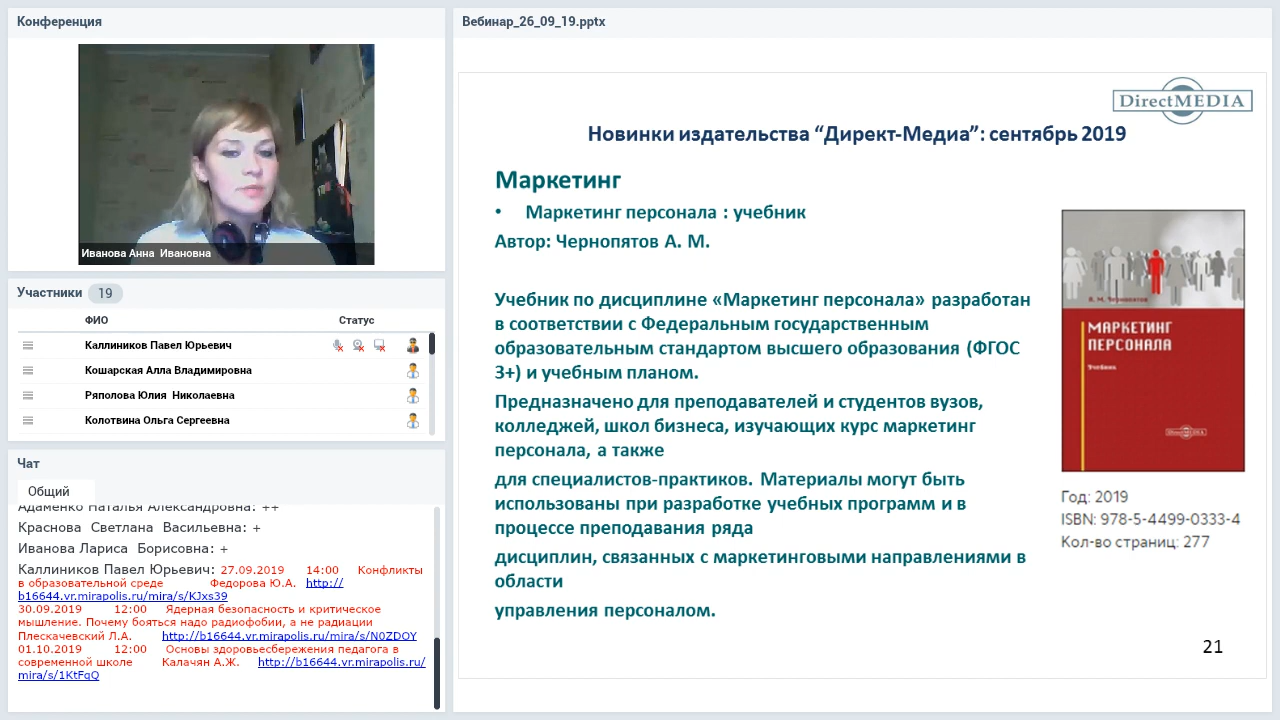 Конференция
Иванова Анна  Ивановна
Участники 19
ФИО Статус
Каллиников Павел Юрьевич
Кошарская Алла Владимировна
Ряполова Юлия  Николаевна
Колотвина Ольга Сергеевна
Чат
Общий
Адаменко Наталья Александровна: ++
Краснова  Светлана  Васильевна: +
Иванова Лариса  Борисовна: +
Каллиников Павел Юрьевич: 27.09.2019 14:00 Конфликты
в образовательной среде Федорова Ю.А. http://
b16644.vr.mirapolis.ru/mira/s/KJxs39
30.09.2019 12:00 Ядерная безопасность и критическое
мышление. Почему бояться надо радиофобии, а не радиации
Плескачевский Л.А. http://b16644.vr.mirapolis.ru/mira/s/N0ZDOY
01.10.2019 12:00 Основы здоровьесбережения педагога в
современной школе Калачян А.Ж. http://b16644.vr.mirapolis.ru/
mira/s/1KtFqQ
Вебинар_26_09_19.pptx
DirectMEDIA
Новинки издательства “Директ-Медиа”: сентябрь 2019
Маркетинг
• Маркетинг персонала : учебник
Автор: Чернопятов А. М.
Учебник по дисциплине «Маркетинг персонала» разработан
в соответствии с Федеральным государственным
образовательным стандартом высшего образования (ФГОС
3+) и учебным планом.
Предназначено для преподавателей и студентов вузов,
колледжей, школ бизнеса, изучающих курс маркетинг
персонала, а также
для специалистов-практиков. Материалы могут быть
использованы при разработке учебных программ и в
процессе преподавания ряда
дисциплин, связанных с маркетинговыми направлениями в
области
управления персоналом.
МАРКЕТИНГ
ПЕРСОНАЛА
Учебник
DirectMEDIA
Год: 2019
ISBN: 978-5-4499-0333-4
Кол-во страниц: 277
21